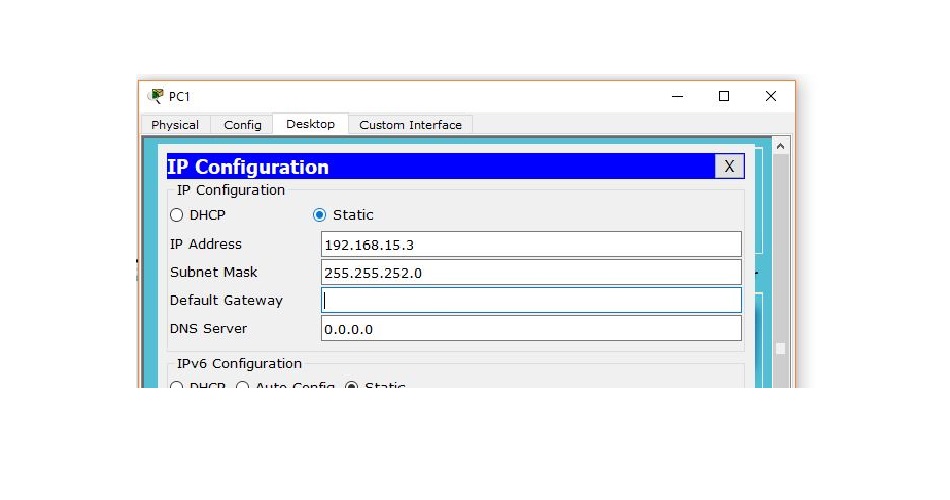 PC1
Physical Config Desktop Custom Interface
IP Configuration X
IP Configuration
DHCP Static
IP Address 192.168.15.3
Subnet Mask 255.255.252.0
Default Gateway
DNS Server 0.0.0.0
IPv6 Configuration
DHCP Auto Config Static